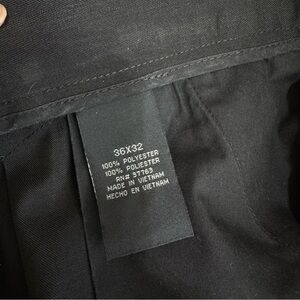 36X32
100% POLYESTER
100% POLYESTER
RN# 37763
MADE IN VIETNAM
HECHO EN VIETNAM